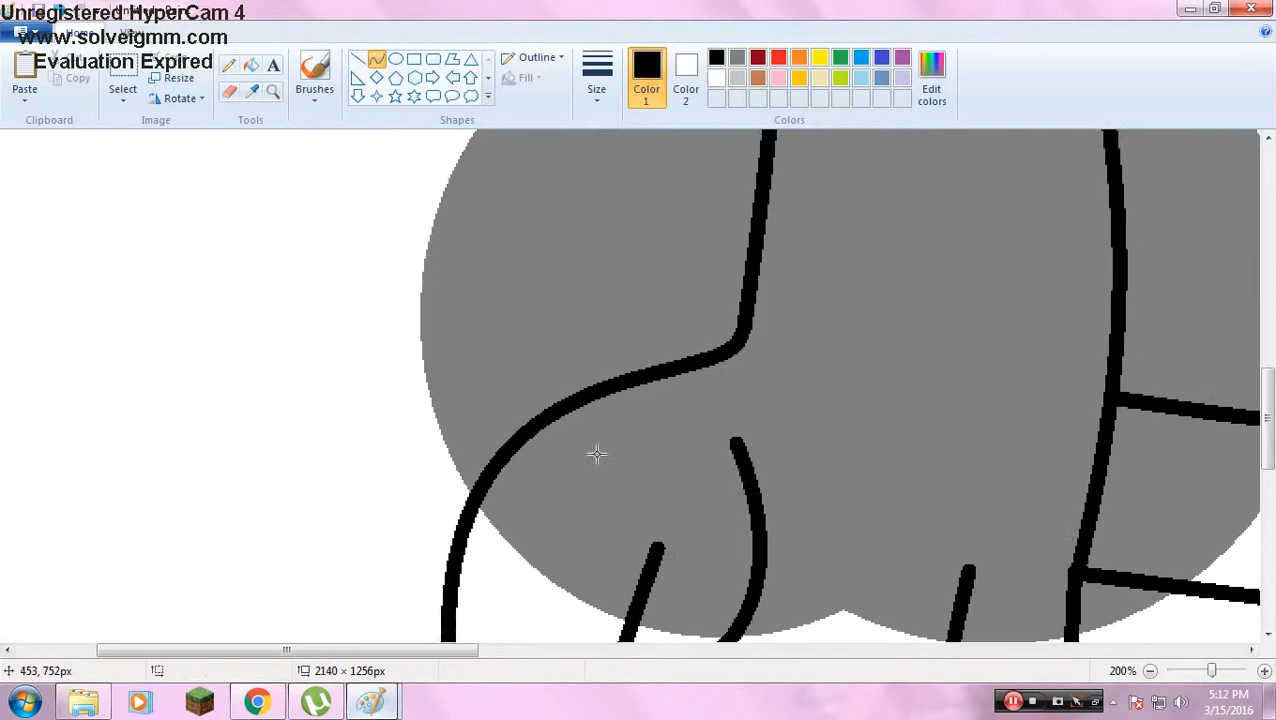 Unregistered HyperCam 4
www.solveigmm.com
Evaluation Expired
Paste
Copy
Clipboard
Select
Resize
Rotate
Image
Tools
Brushes
Shapes
Outline
Fill
Size
Color 1
Color 2
Edit colors
Colors
453, 752px
2140 × 1256px
200%
5:12 PM
3/15/2016